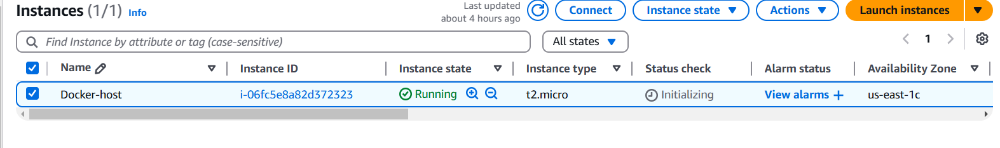 Instances (1/1) Info
Last updated
about 4 hours ago
Connect
Instance state
Actions
Launch instances
Find Instance by attribute or tag (case-sensitive)
All states
1
Name Instance ID Instance state Instance type Status check Alarm status Availability Zone
Docker-host i-06fc5e8a82d372323 Running t2.micro Initializing View alarms + us-east-1c